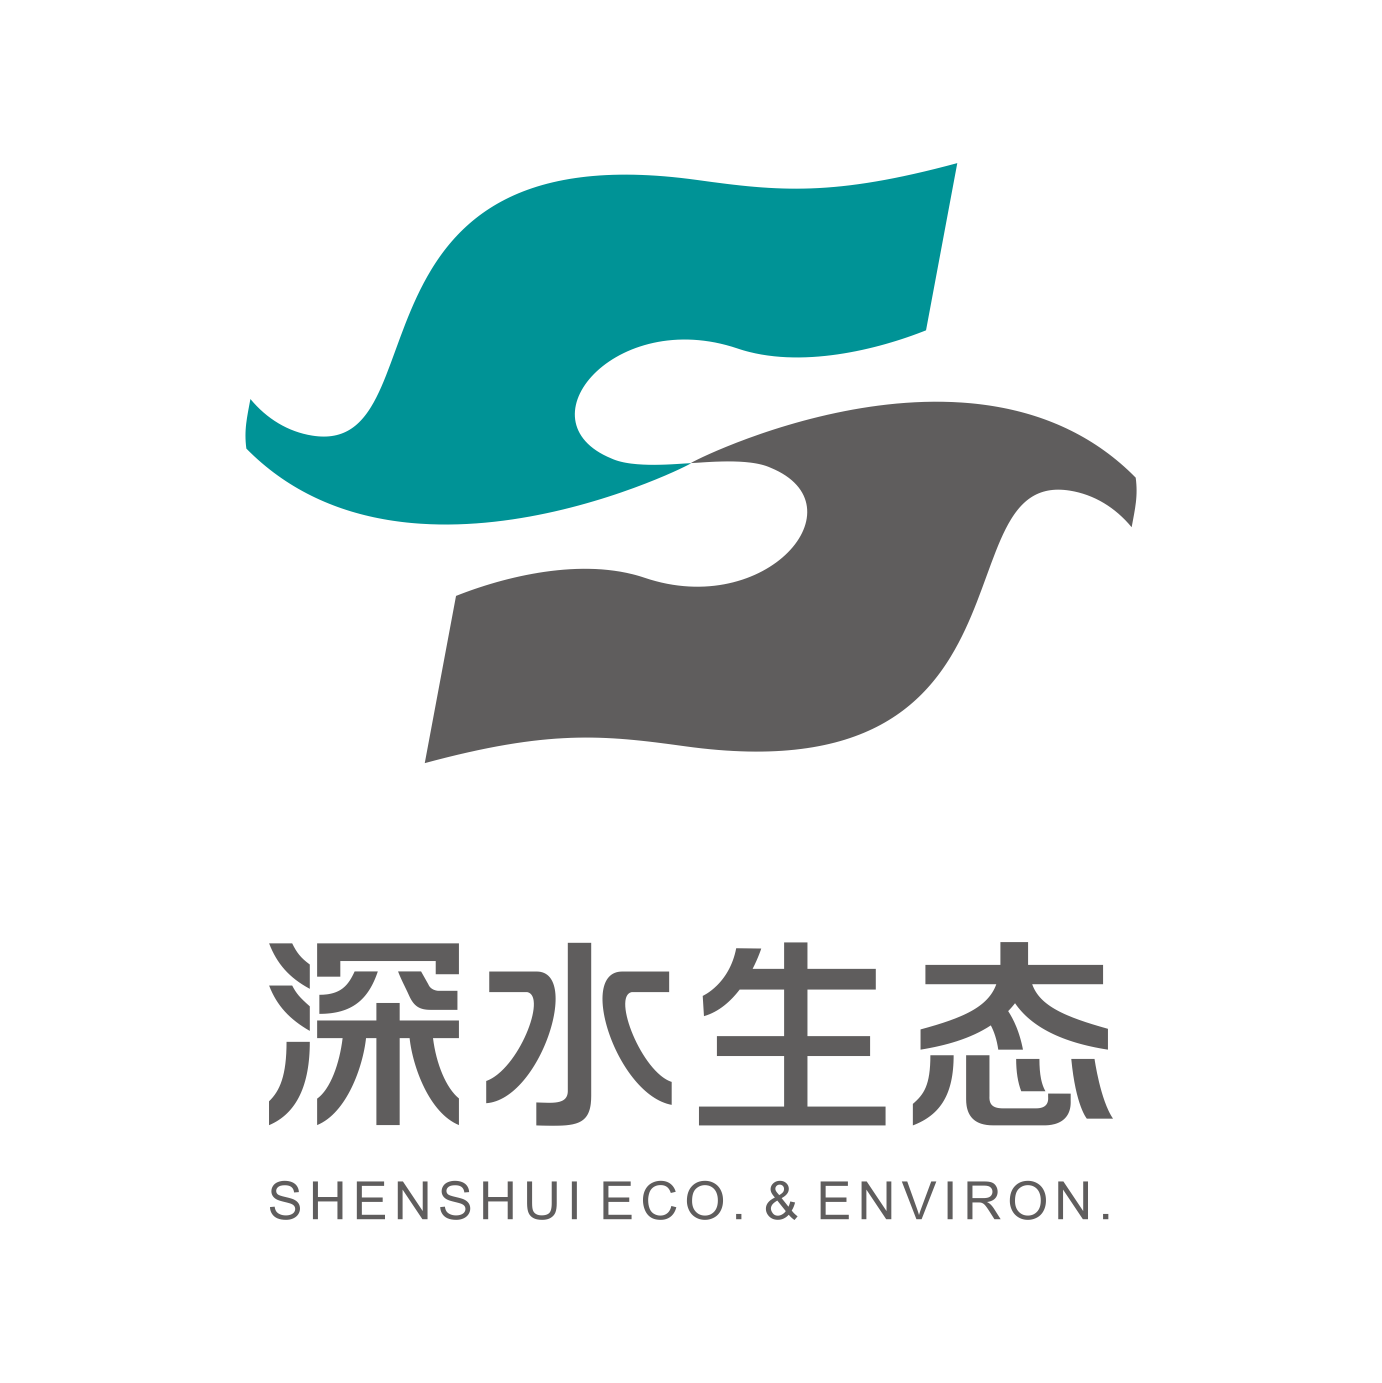 深水生态
SHENSHUI ECO. & ENVIRON.